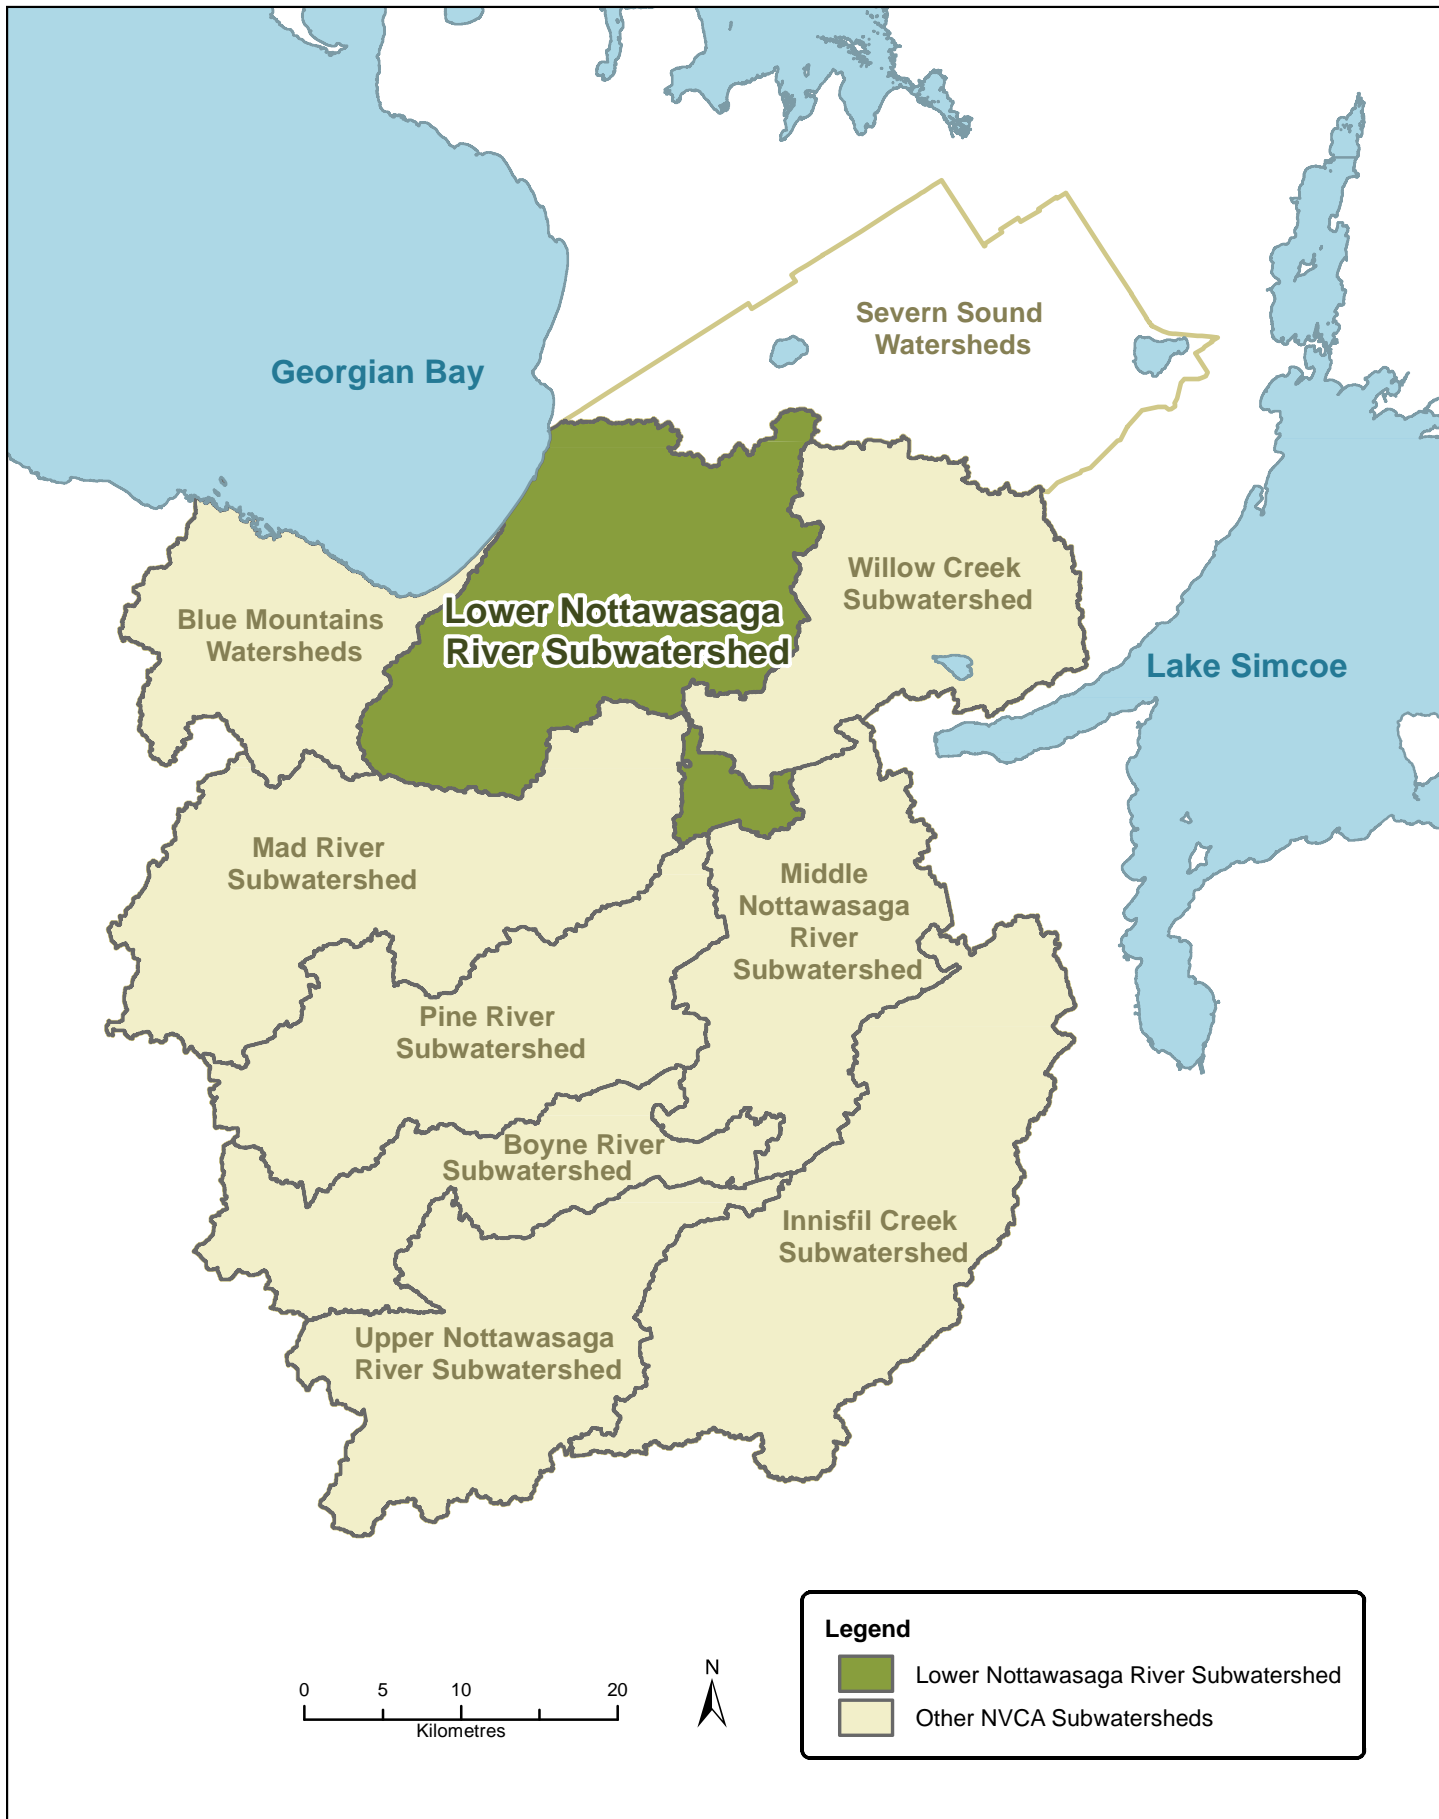 Severn Sound
Watersheds
Georgian Bay
Willow Creek
Subwatershed
Lower Nottawasaga
River Subwatershed
Blue Mountains
Watersheds
Lake Simcoe
Mad River
Subwatershed
Middle
Nottawasaga
River
Subwatershed
Pine River
Subwatershed
Boyne River
Subwatershed
Innisfil Creek
Subwatershed
Upper Nottawasaga
River Subwatershed
Legend
Lower Nottawasaga River Subwatershed
Other NVCA Subwatersheds
N
0 5 10 20
Kilometres